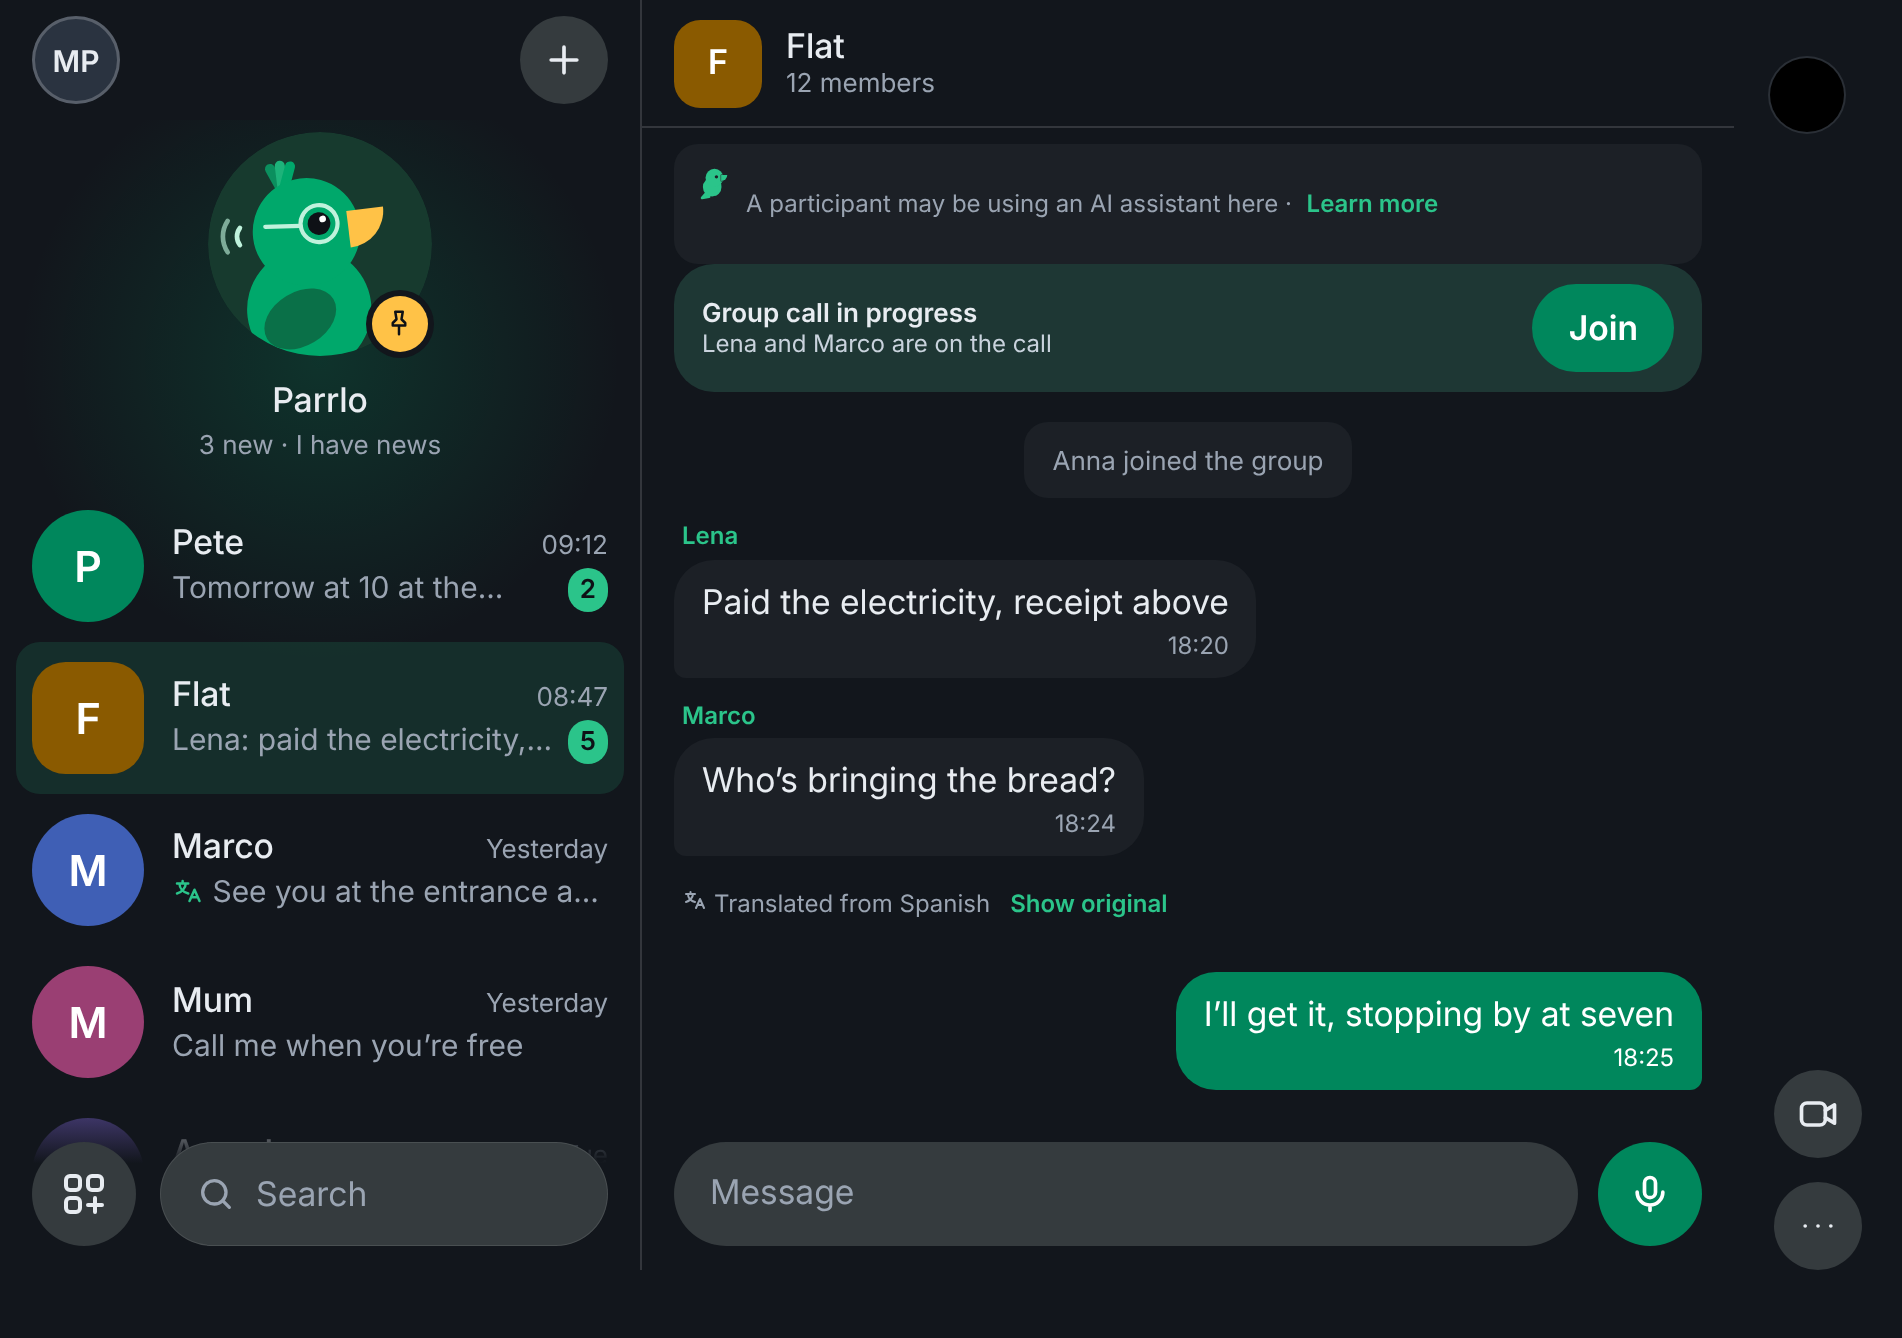 MP
Parrlo
3 new · I have news
P
Pete
09:12
Tomorrow at 10 at the...
2
F
Flat
08:47
Lena: paid the electricity,...
5
M
Marco
Yesterday
See you at the entrance a...
M
Mum
Yesterday
Call me when you’re free
Search
F
Flat
12 members
A participant may be using an AI assistant here · Learn more
Group call in progress
Lena and Marco are on the call
Join
Anna joined the group
Lena
Paid the electricity, receipt above
18:20
Marco
Who’s bringing the bread?
18:24
Translated from Spanish Show original
I’ll get it, stopping by at seven
18:25
Message